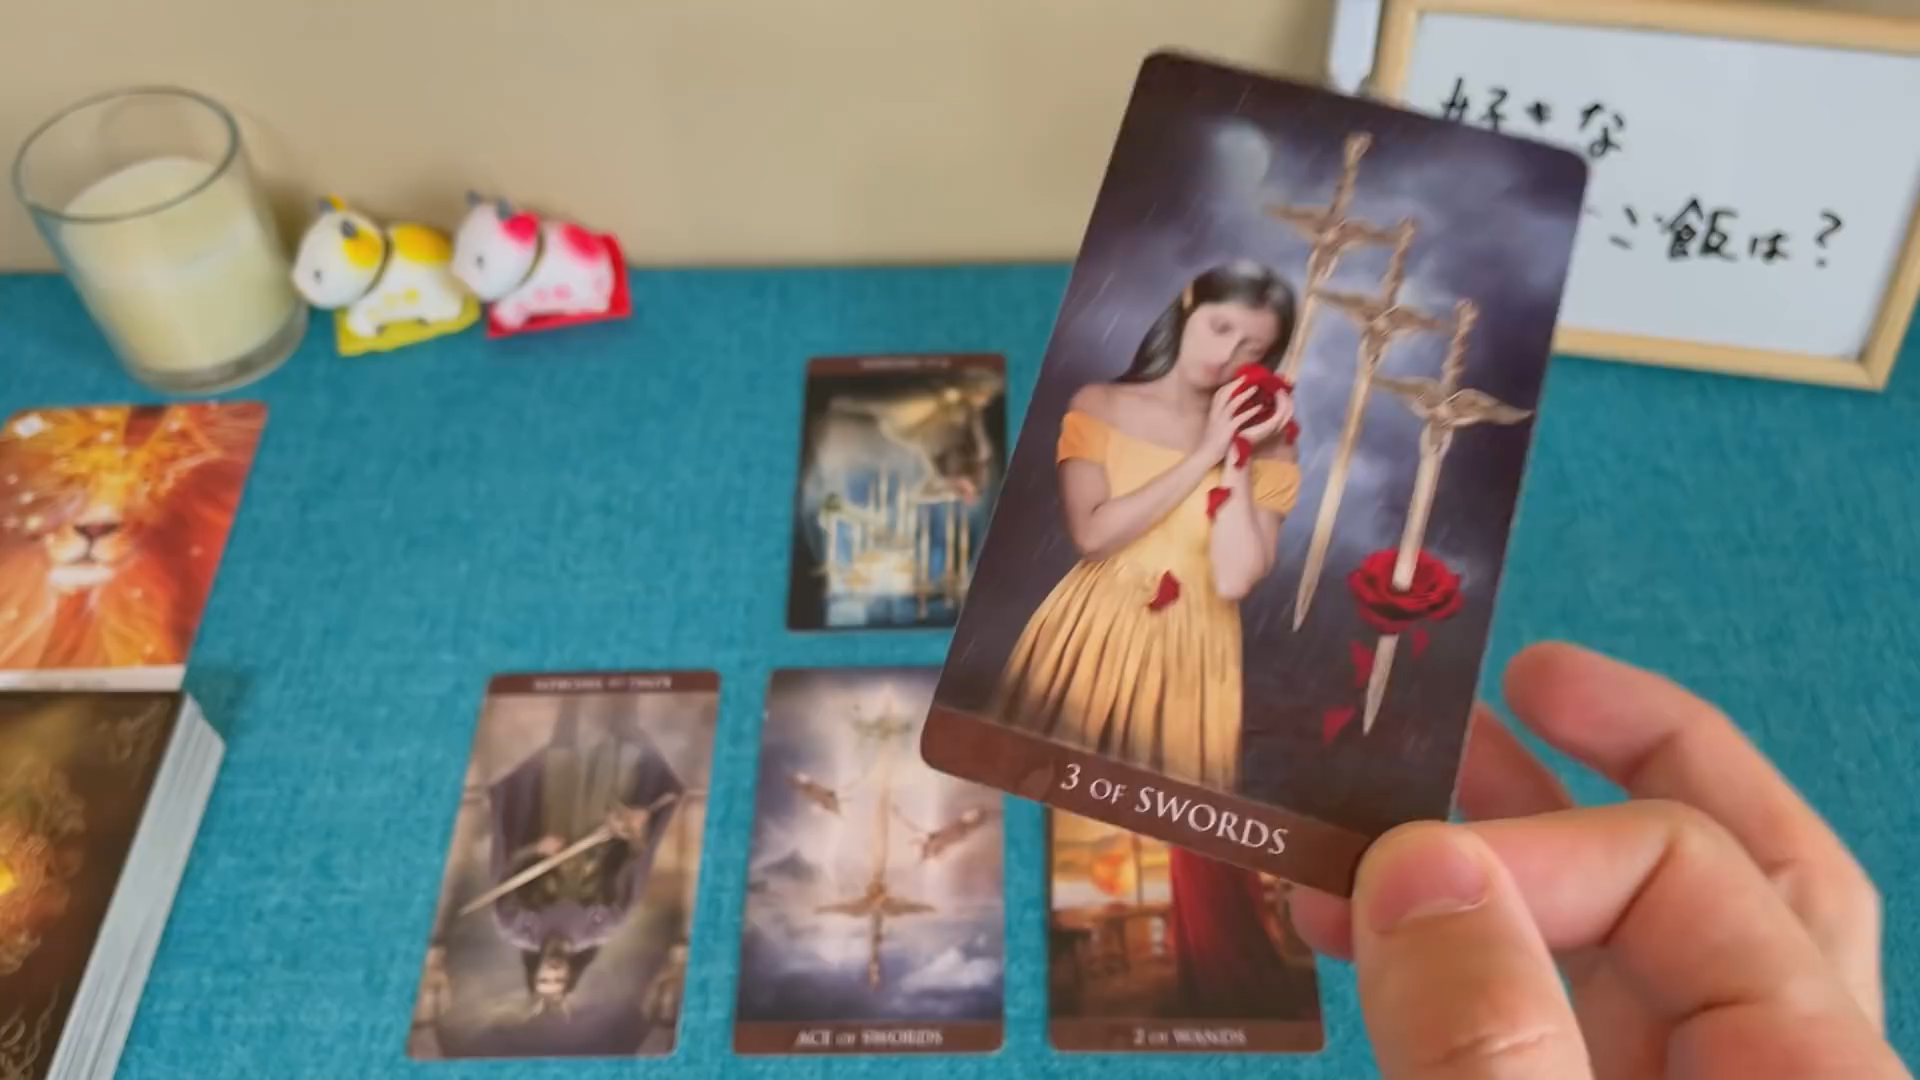 好きな
ご飯は?
3 OF SWORDS
ACE OF SWORDS
2 OF WANDS